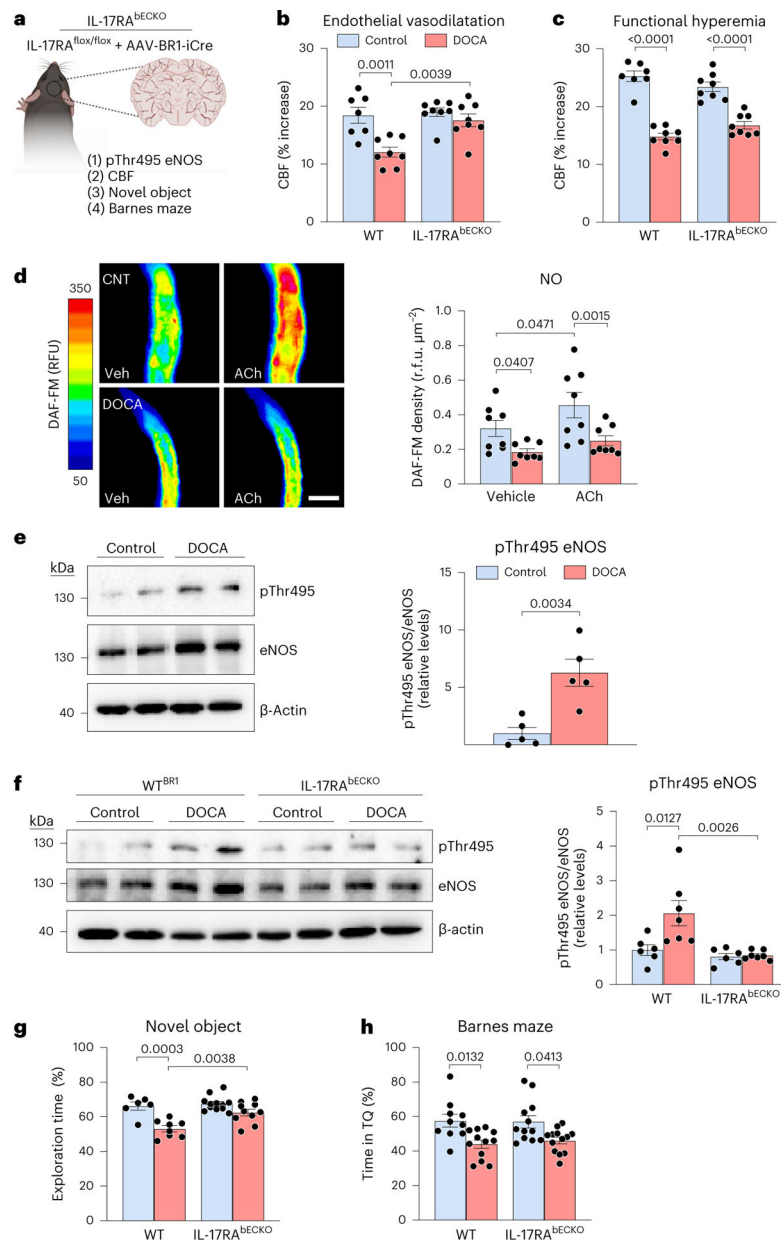 a
IL-17RA^bECKO
IL-17RA^flox/flox + AAV-BR1-iCre
(1) pThr495 eNOS
(2) CBF
(3) Novel object
(4) Barnes maze
b
Endothelial vasodilatation
Control DOCA
CBF (% increase)
30
20
10
0
0.0011
0.0039
WT IL-17RA^bECKO
c
Functional hyperemia
CBF (% increase)
30
20
10
0
<0.0001 <0.0001
WT IL-17RA^bECKO
d
DAF-FM (RFU)
350
50
CNT
Veh ACh
DOCA
Veh ACh
NO
DAF-FM density (r.f.u. μm⁻²)
1.0
0.8
0.6
0.4
0.2
0
0.0471
0.0015
0.0407
Vehicle ACh
e
Control DOCA
kDa
130
pThr495
130
eNOS
40
β-Actin
pThr495 eNOS
Control DOCA
pThr495 eNOS/eNOS
(relative levels)
15
10
5
0.0034
f
WT^BR1 IL-17RA^bECKO
Control DOCA Control DOCA
kDa
130
pThr495
130
eNOS
40
β-actin
pThr495 eNOS
pThr495 eNOS/eNOS
(relative levels)
5
4
3
2
1
0
0.0127
0.0026
WT IL-17RA^bECKO
g
Novel object
Exploration time (%)
100
80
60
40
20
0
0.0003
0.0038
WT IL-17RA^bECKO
h
Barnes maze
Time in TQ (%)
100
80
60
40
20
0
0.0132 0.0413
WT IL-17RA^bECKO